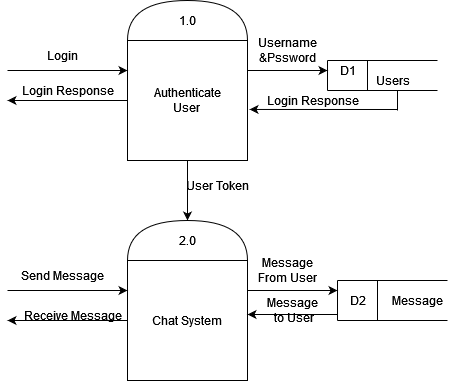 1.0
Login
Username
&Pssword
D1
Users
Login Response
Authenticate
User
Login Response
User Token
2.0
Send Message
Message
From User
D2
Message
Message
to User
Receive Message
Chat System